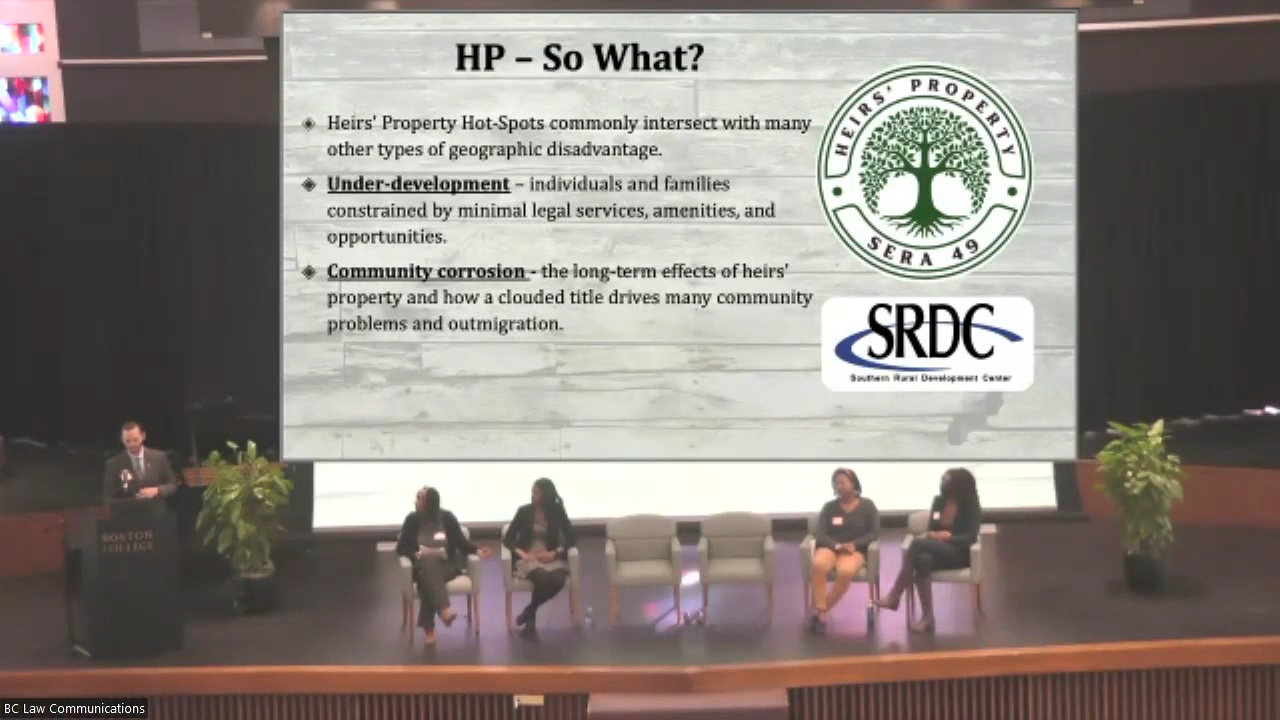 HP – So What?
◈ Heirs' Property Hot-Spots commonly intersect with many
other types of geographic disadvantage.
◈ Under-development – individuals and families
constrained by minimal legal services, amenities, and
opportunities.
◈ Community corrosion - the long-term effects of heirs'
property and how a clouded title drives many community
problems and outmigration.
HEIRS' PROPERTY
SERA 49
SRDC
Southern Rural Development Center
BOSTON
COLLEGE
BC Law Communications